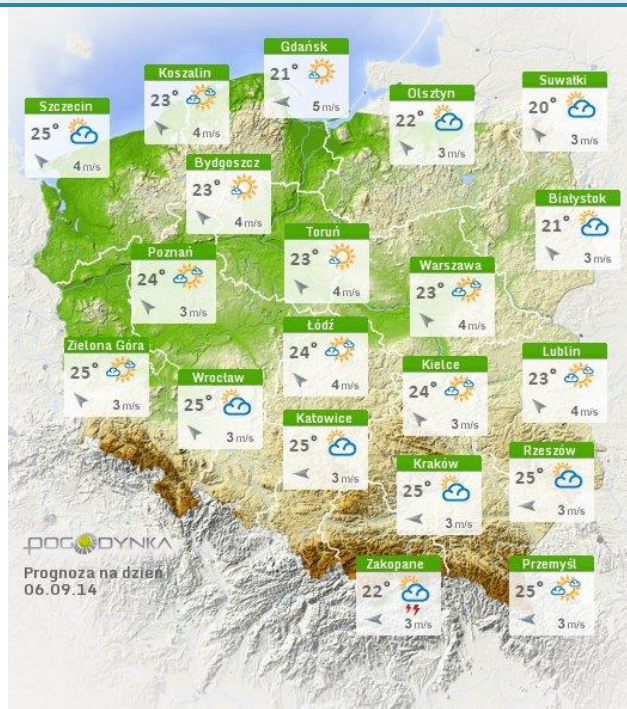 Gdańsk
21°
5 m/s
Koszalin
23°
4 m/s
Szczecin
25°
4 m/s
Olsztyn
22°
3 m/s
Suwałki
20°
3 m/s
Bydgoszcz
23°
4 m/s
Białystok
21°
3 m/s
Toruń
23°
4 m/s
Poznań
24°
3 m/s
Warszawa
23°
4 m/s
Łódź
24°
4 m/s
Zielona Góra
25°
3 m/s
Wrocław
25°
3 m/s
Kielce
24°
3 m/s
Lublin
23°
4 m/s
Katowice
25°
3 m/s
Kraków
25°
3 m/s
Rzeszów
25°
3 m/s
Zakopane
22°
3 m/s
Przemyśl
25°
3 m/s
POGODYNKA
Prognoza na dzień
06.09.14